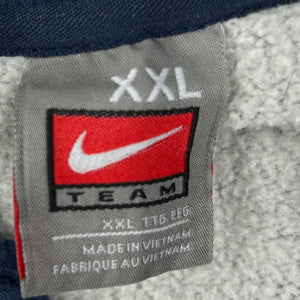 XXL
TEAM
XXL TTG EEG
MADE IN VIETNAM
FABRIQUE AU VIETNAM